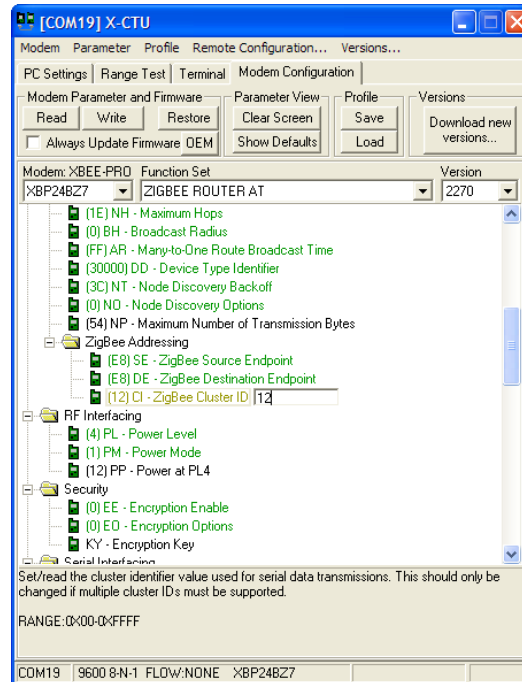 [COM19] X-CTU
Modem Parameter Profile Remote Configuration... Versions...
PC Settings Range Test Terminal Modem Configuration
Modem Parameter and Firmware Parameter View Profile Versions
Read Write Restore Clear Screen Save Download new versions...
Always Update Firmware OEM Show Defaults Load
Modem: XBEE-PRO Function Set Version
XBP24BZ7 ZIGBEE ROUTER AT 2270
(1E) NH - Maximum Hops
(0) BH - Broadcast Radius
(FF) AR - Many-to-One Route Broadcast Time
(30000) DD - Device Type Identifier
(3C) NT - Node Discovery Backoff
(0) NO - Node Discovery Options
(54) NP - Maximum Number of Transmission Bytes
ZigBee Addressing
(E8) SE - ZigBee Source Endpoint
(E8) DE - ZigBee Destination Endpoint
(12) CI - ZigBee Cluster ID 12
RF Interfacing
(4) PL - Power Level
(1) PM - Power Mode
(12) PP - Power at PL4
Security
(0) EE - Encryption Enable
(0) EO - Encryption Options
KY - Encryption Key
Serial Interfacing
Set/read the cluster identifier value used for serial data transmissions. This should only be
changed if multiple cluster IDs must be supported.
RANGE:0X00-0XFFFF
COM19 9600 8-N-1 FLOW:NONE XBP24BZ7